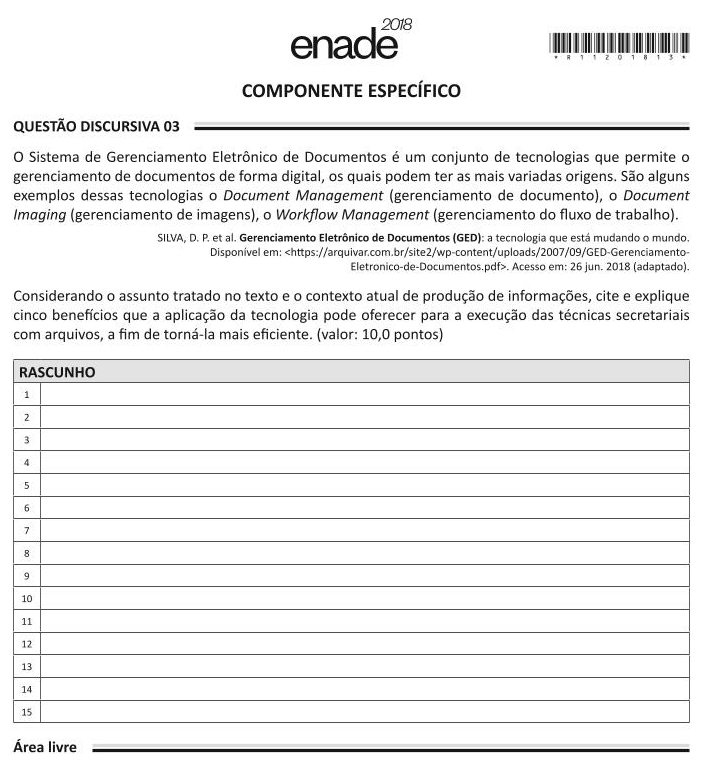 enade 2018
* R 1 1 2 0 1 8 1 3 *
COMPONENTE ESPECÍFICO
QUESTÃO DISCURSIVA 03
O Sistema de Gerenciamento Eletrônico de Documentos é um conjunto de tecnologias que permite o
gerenciamento de documentos de forma digital, os quais podem ter as mais variadas origens. São alguns
exemplos dessas tecnologias o Document Management (gerenciamento de documento), o Document
Imaging (gerenciamento de imagens), o Workflow Management (gerenciamento do fluxo de trabalho).
SILVA, D. P. et al. Gerenciamento Eletrônico de Documentos (GED): a tecnologia que está mudando o mundo.
Disponível em: <https://arquivar.com.br/site2/wp-content/uploads/2007/09/GED-Gerenciamento-
Eletronico-de-Documentos.pdf>. Acesso em: 26 jun. 2018 (adaptado).
Considerando o assunto tratado no texto e o contexto atual de produção de informações, cite e explique
cinco benefícios que a aplicação da tecnologia pode oferecer para a execução das técnicas secretariais
com arquivos, a fim de torná-la mais eficiente. (valor: 10,0 pontos)
RASCUNHO
1
2
3
4
5
6
7
8
9
10
11
12
13
14
15
Área livre